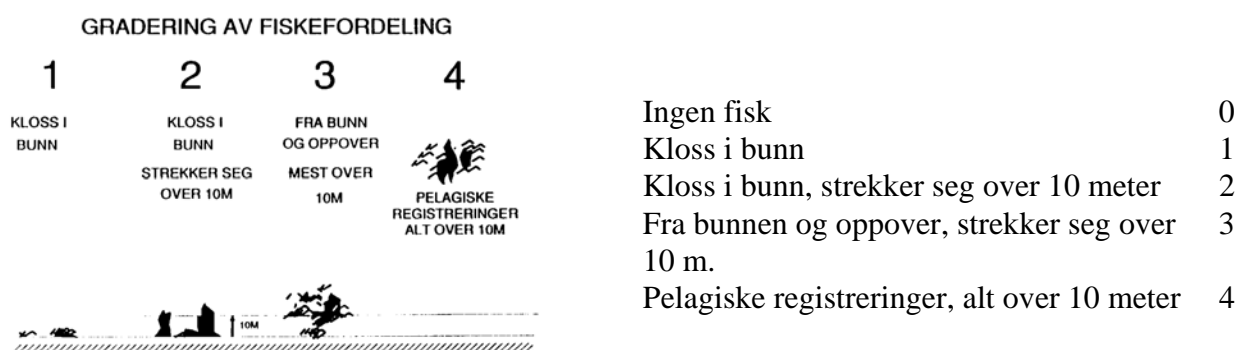 GRADERING AV FISKEFORDELING
1
KLOSS I
BUNN
2
KLOSS I
BUNN
STREKKER SEG
OVER 10M
3
FRA BUNN
OG OPPOVER
MEST OVER
10M
4
PELAGISKE
REGISTRERINGER
ALT OVER 10M
10M
Ingen fisk 0
Kloss i bunn 1
Kloss i bunn, strekker seg over 10 meter 2
Fra bunnen og oppover, strekker seg over 3
10 m.
Pelagiske registreringer, alt over 10 meter 4